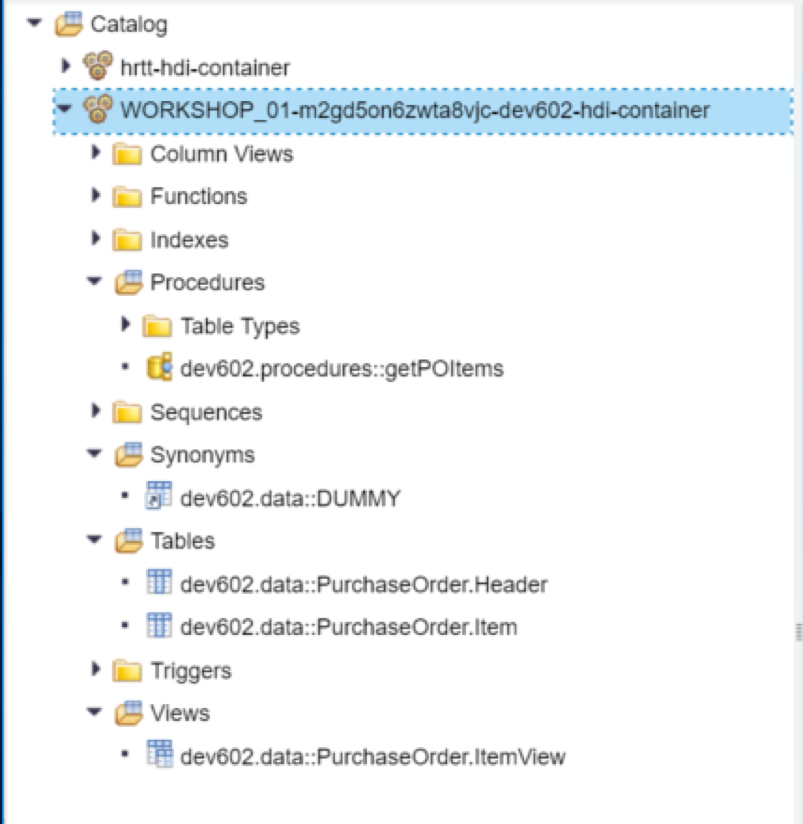 Catalog
hrtt-hdi-container
WORKSHOP_01-m2gd5on6zwta8vjc-dev602-hdi-container
Column Views
Functions
Indexes
Procedures
Table Types
dev602.procedures::getPOItems
Sequences
Synonyms
dev602.data::DUMMY
Tables
dev602.data::PurchaseOrder.Header
dev602.data::PurchaseOrder.Item
Triggers
Views
dev602.data::PurchaseOrder.ItemView